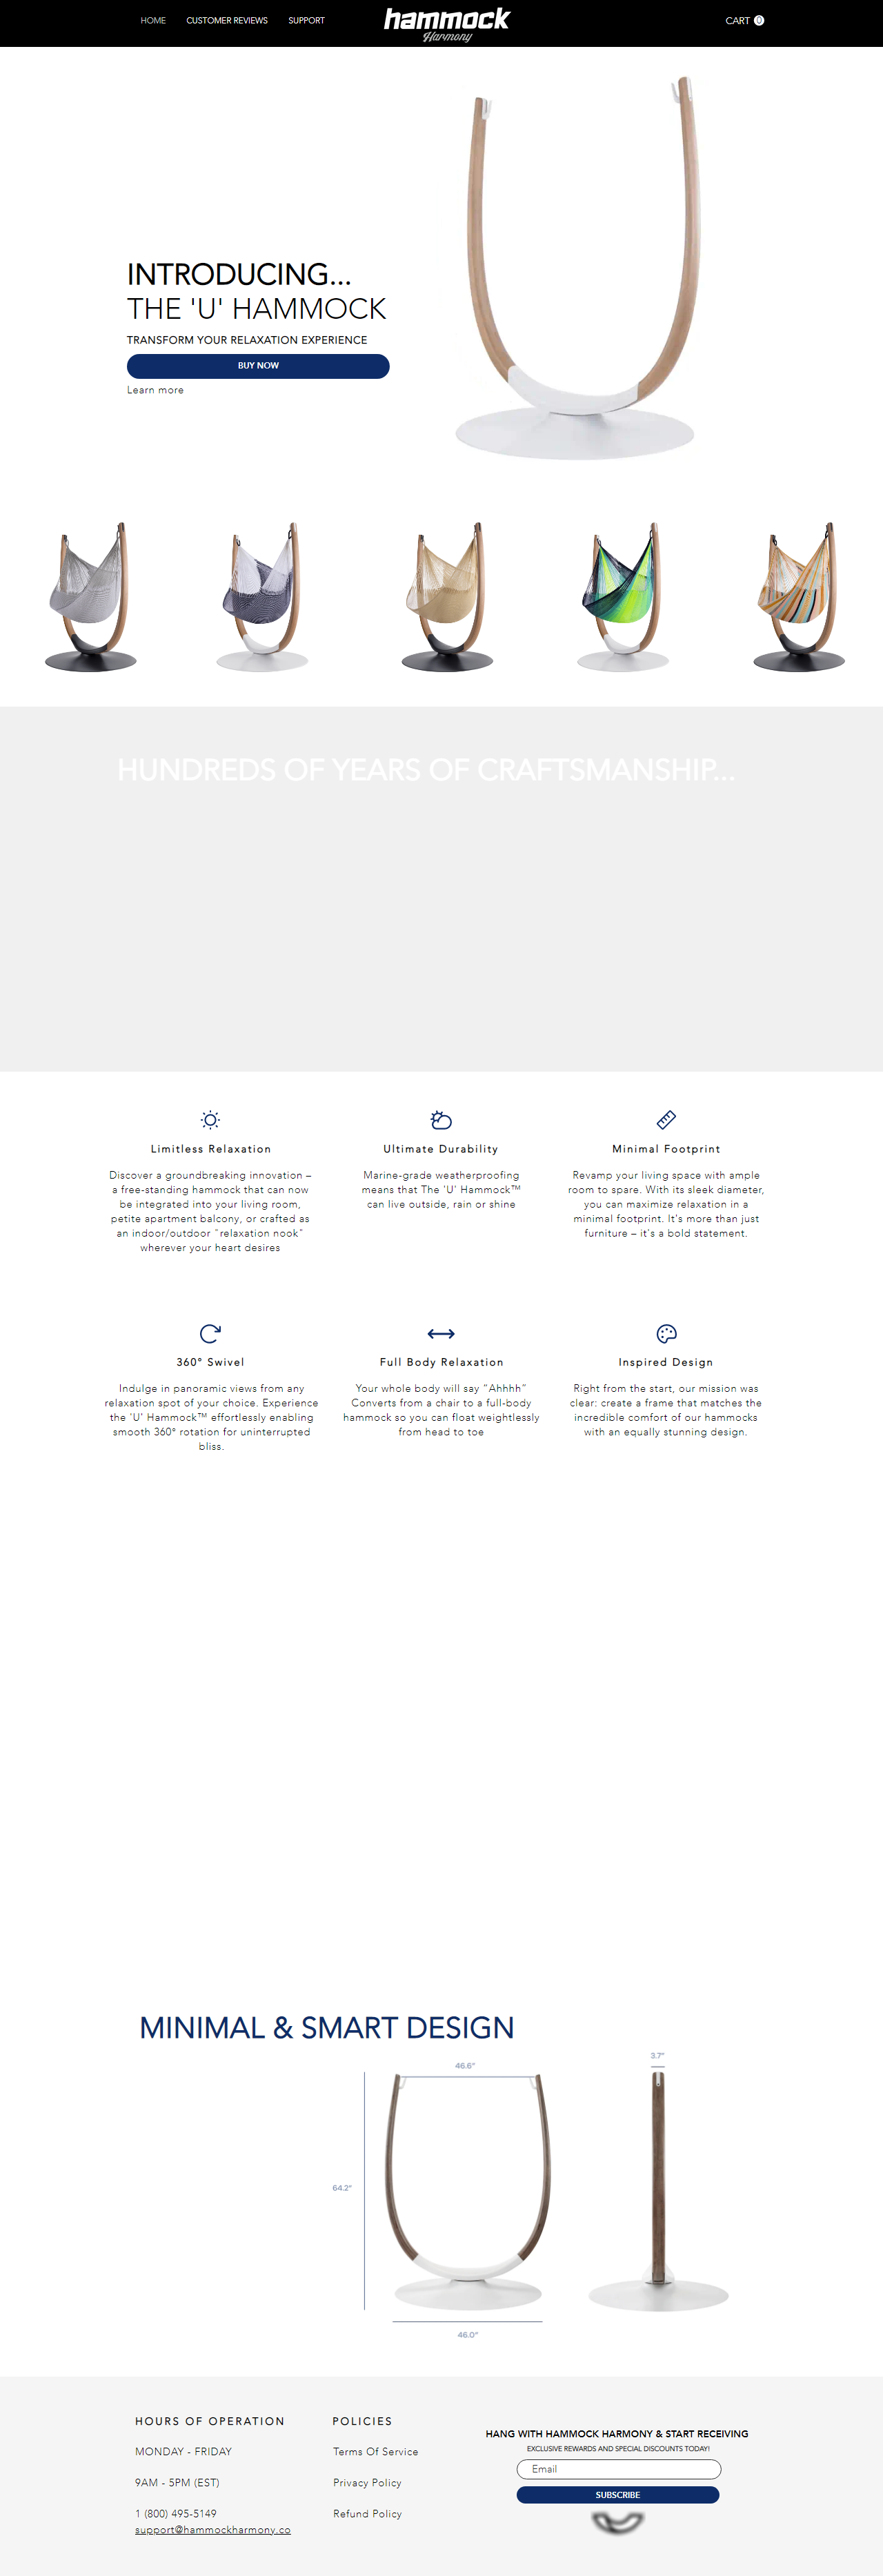 HOME CUSTOMER REVIEWS SUPPORT
hammock
Harmony
CART 0
INTRODUCING...
THE 'U' HAMMOCK
TRANSFORM YOUR RELAXATION EXPERIENCE
BUY NOW
Learn more
HUNDREDS OF YEARS OF CRAFTSMANSHIP...
Limitless Relaxation
Discover a groundbreaking innovation –
a free-standing hammock that can now
be integrated into your living room,
petite apartment balcony, or crafted as
an indoor/outdoor "relaxation nook"
wherever your heart desires
Ultimate Durability
Marine-grade weatherproofing
means that The 'U' Hammock™
can live outside, rain or shine
Minimal Footprint
Revamp your living space with ample
room to spare. With its sleek diameter,
you can maximize relaxation in a
minimal footprint. It's more than just
furniture – it's a bold statement.
360° Swivel
Indulge in panoramic views from any
relaxation spot of your choice. Experience
the 'U' Hammock™ effortlessly enabling
smooth 360° rotation for uninterrupted
bliss.
Full Body Relaxation
Your whole body will say “Ahhhh”
Converts from a chair to a full-body
hammock so you can float weightlessly
from head to toe
Inspired Design
Right from the start, our mission was
clear: create a frame that matches the
incredible comfort of our hammocks
with an equally stunning design.
MINIMAL & SMART DESIGN
46.6"
3.7"
64.2"
46.0"
HOURS OF OPERATION
MONDAY - FRIDAY
9AM - 5PM (EST)
1 (800) 495-5149
support@hammockharmony.co
POLICIES
Terms Of Service
Privacy Policy
Refund Policy
HANG WITH HAMMOCK HARMONY & START RECEIVING
EXCLUSIVE REWARDS AND SPECIAL DISCOUNTS TODAY!
Email
SUBSCRIBE